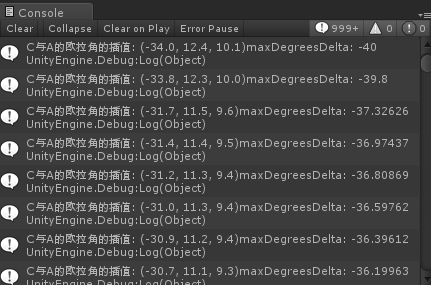 Console
Clear Collapse Clear on Play Error Pause 999+ 0 0
C与A的欧拉角的插值: (-34.0, 12.4, 10.1)maxDegreesDelta: -40
UnityEngine.Debug:Log(Object)
C与A的欧拉角的插值: (-33.8, 12.3, 10.0)maxDegreesDelta: -39.8
UnityEngine.Debug:Log(Object)
C与A的欧拉角的插值: (-31.7, 11.5, 9.6)maxDegreesDelta: -37.32626
UnityEngine.Debug:Log(Object)
C与A的欧拉角的插值: (-31.4, 11.4, 9.5)maxDegreesDelta: -36.97437
UnityEngine.Debug:Log(Object)
C与A的欧拉角的插值: (-31.2, 11.3, 9.4)maxDegreesDelta: -36.80869
UnityEngine.Debug:Log(Object)
C与A的欧拉角的插值: (-31.0, 11.3, 9.4)maxDegreesDelta: -36.59762
UnityEngine.Debug:Log(Object)
C与A的欧拉角的插值: (-30.9, 11.2, 9.4)maxDegreesDelta: -36.39612
UnityEngine.Debug:Log(Object)
C与A的欧拉角的插值: (-30.7, 11.1, 9.3)maxDegreesDelta: -36.19963
UnityEngine.Debug:Log(Object)